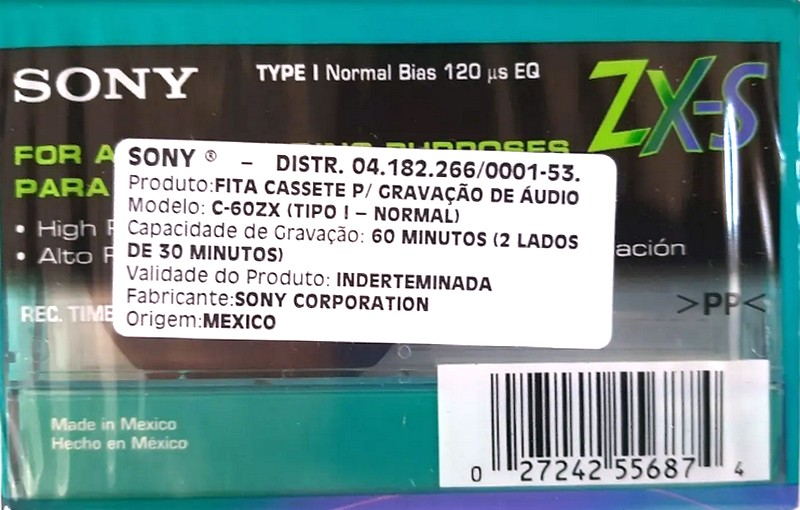 SONY
TYPE I Normal Bias 120 µs EQ
ZX-S
FOR A PURPOSES
PARA
SONY ® – DISTR. 04.182.266/0001-53.
Produto:FITA CASSETE P/ GRAVAÇÃO DE ÁUDIO
Modelo: C-60ZX (TIPO I – NORMAL)
Capacidade de Gravação: 60 MINUTOS (2 LADOS
DE 30 MINUTOS)
Validade do Produto: INDERTEMINADA
Fabricante:SONY CORPORATION
Origem:MEXICO
• High
• Alto ación
REC. TIME
>PP<
Made in Mexico
Hecho en México
0 27242 55687 4